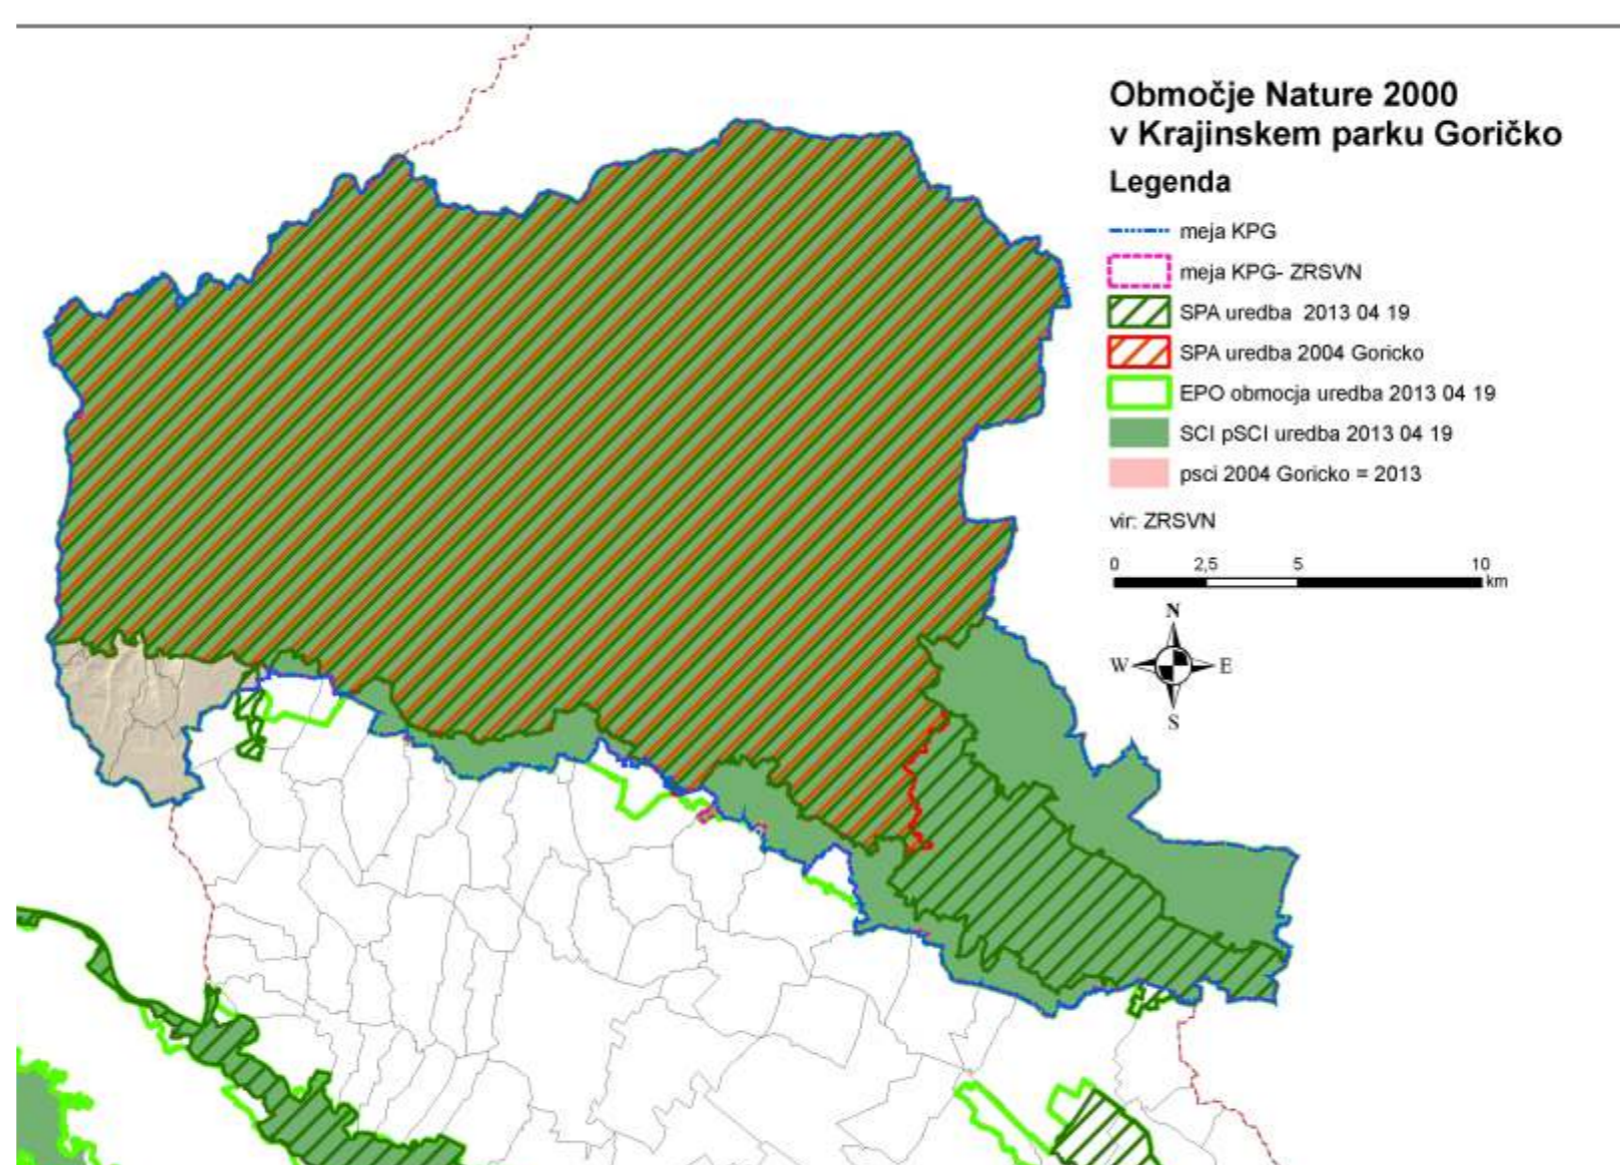 Območje Nature 2000
v Krajinskem parku Goričko
Legenda
meja KPG
meja KPG- ZRSVN
SPA uredba 2013 04 19
SPA uredba 2004 Goricko
EPO obmocja uredba 2013 04 19
SCI pSCI uredba 2013 04 19
psci 2004 Goricko = 2013
vir: ZRSVN
0 2,5 5 10
km
N
W E
S